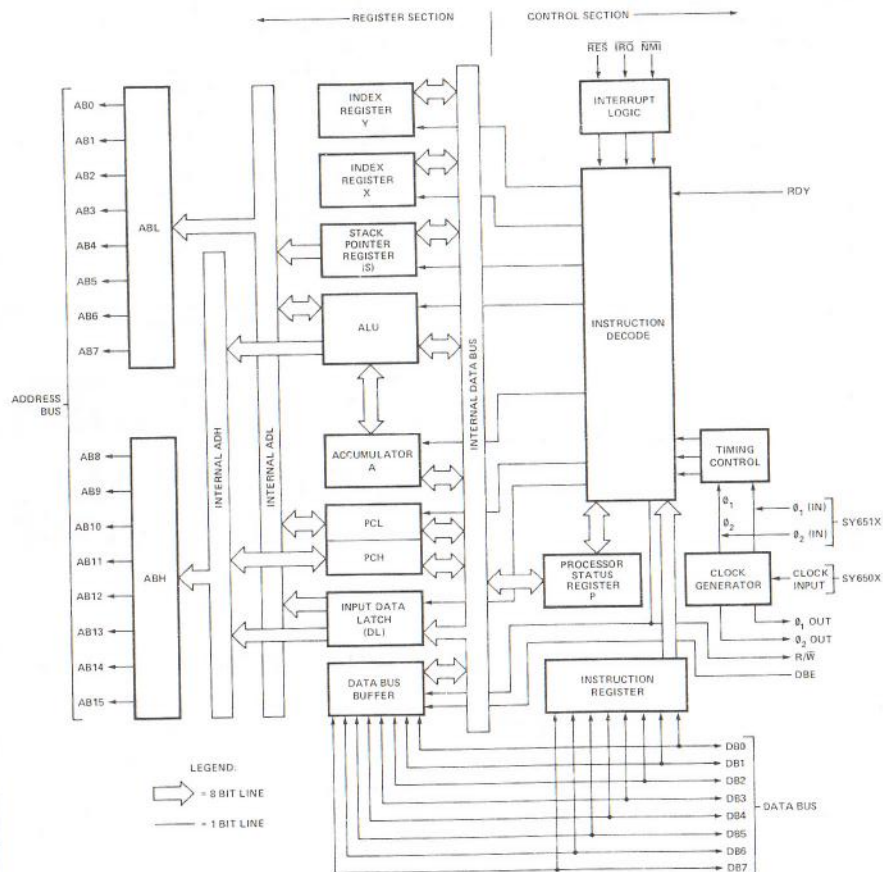 REGISTER SECTION
CONTROL SECTION
RES IRQ NMI
INTERRUPT
LOGIC
RDY
INDEX
REGISTER
Y
INDEX
REGISTER
X
STACK
POINTER
REGISTER
(S)
ALU
ACCUMULATOR
A
PCL
PCH
INPUT DATA
LATCH
(DL)
DATA BUS
BUFFER
INTERNAL ADH
INTERNAL ADL
INTERNAL DATA BUS
ABL
ABH
ADDRESS
BUS
AB0
AB1
AB2
AB3
AB4
AB5
AB6
AB7
AB8
AB9
AB10
AB11
AB12
AB13
AB14
AB15
INSTRUCTION
DECODE
TIMING
CONTROL
Ø1
Ø2
Ø1 (IN)
Ø2 (IN)
SY651X
CLOCK
GENERATOR
CLOCK
INPUT
SY650X
Ø1 OUT
Ø2 OUT
R/W
DBE
PROCESSOR
STATUS
REGISTER
P
INSTRUCTION
REGISTER
DB0
DB1
DB2
DB3
DB4
DB5
DB6
DB7
DATA BUS
LEGEND:
= 8 BIT LINE
= 1 BIT LINE